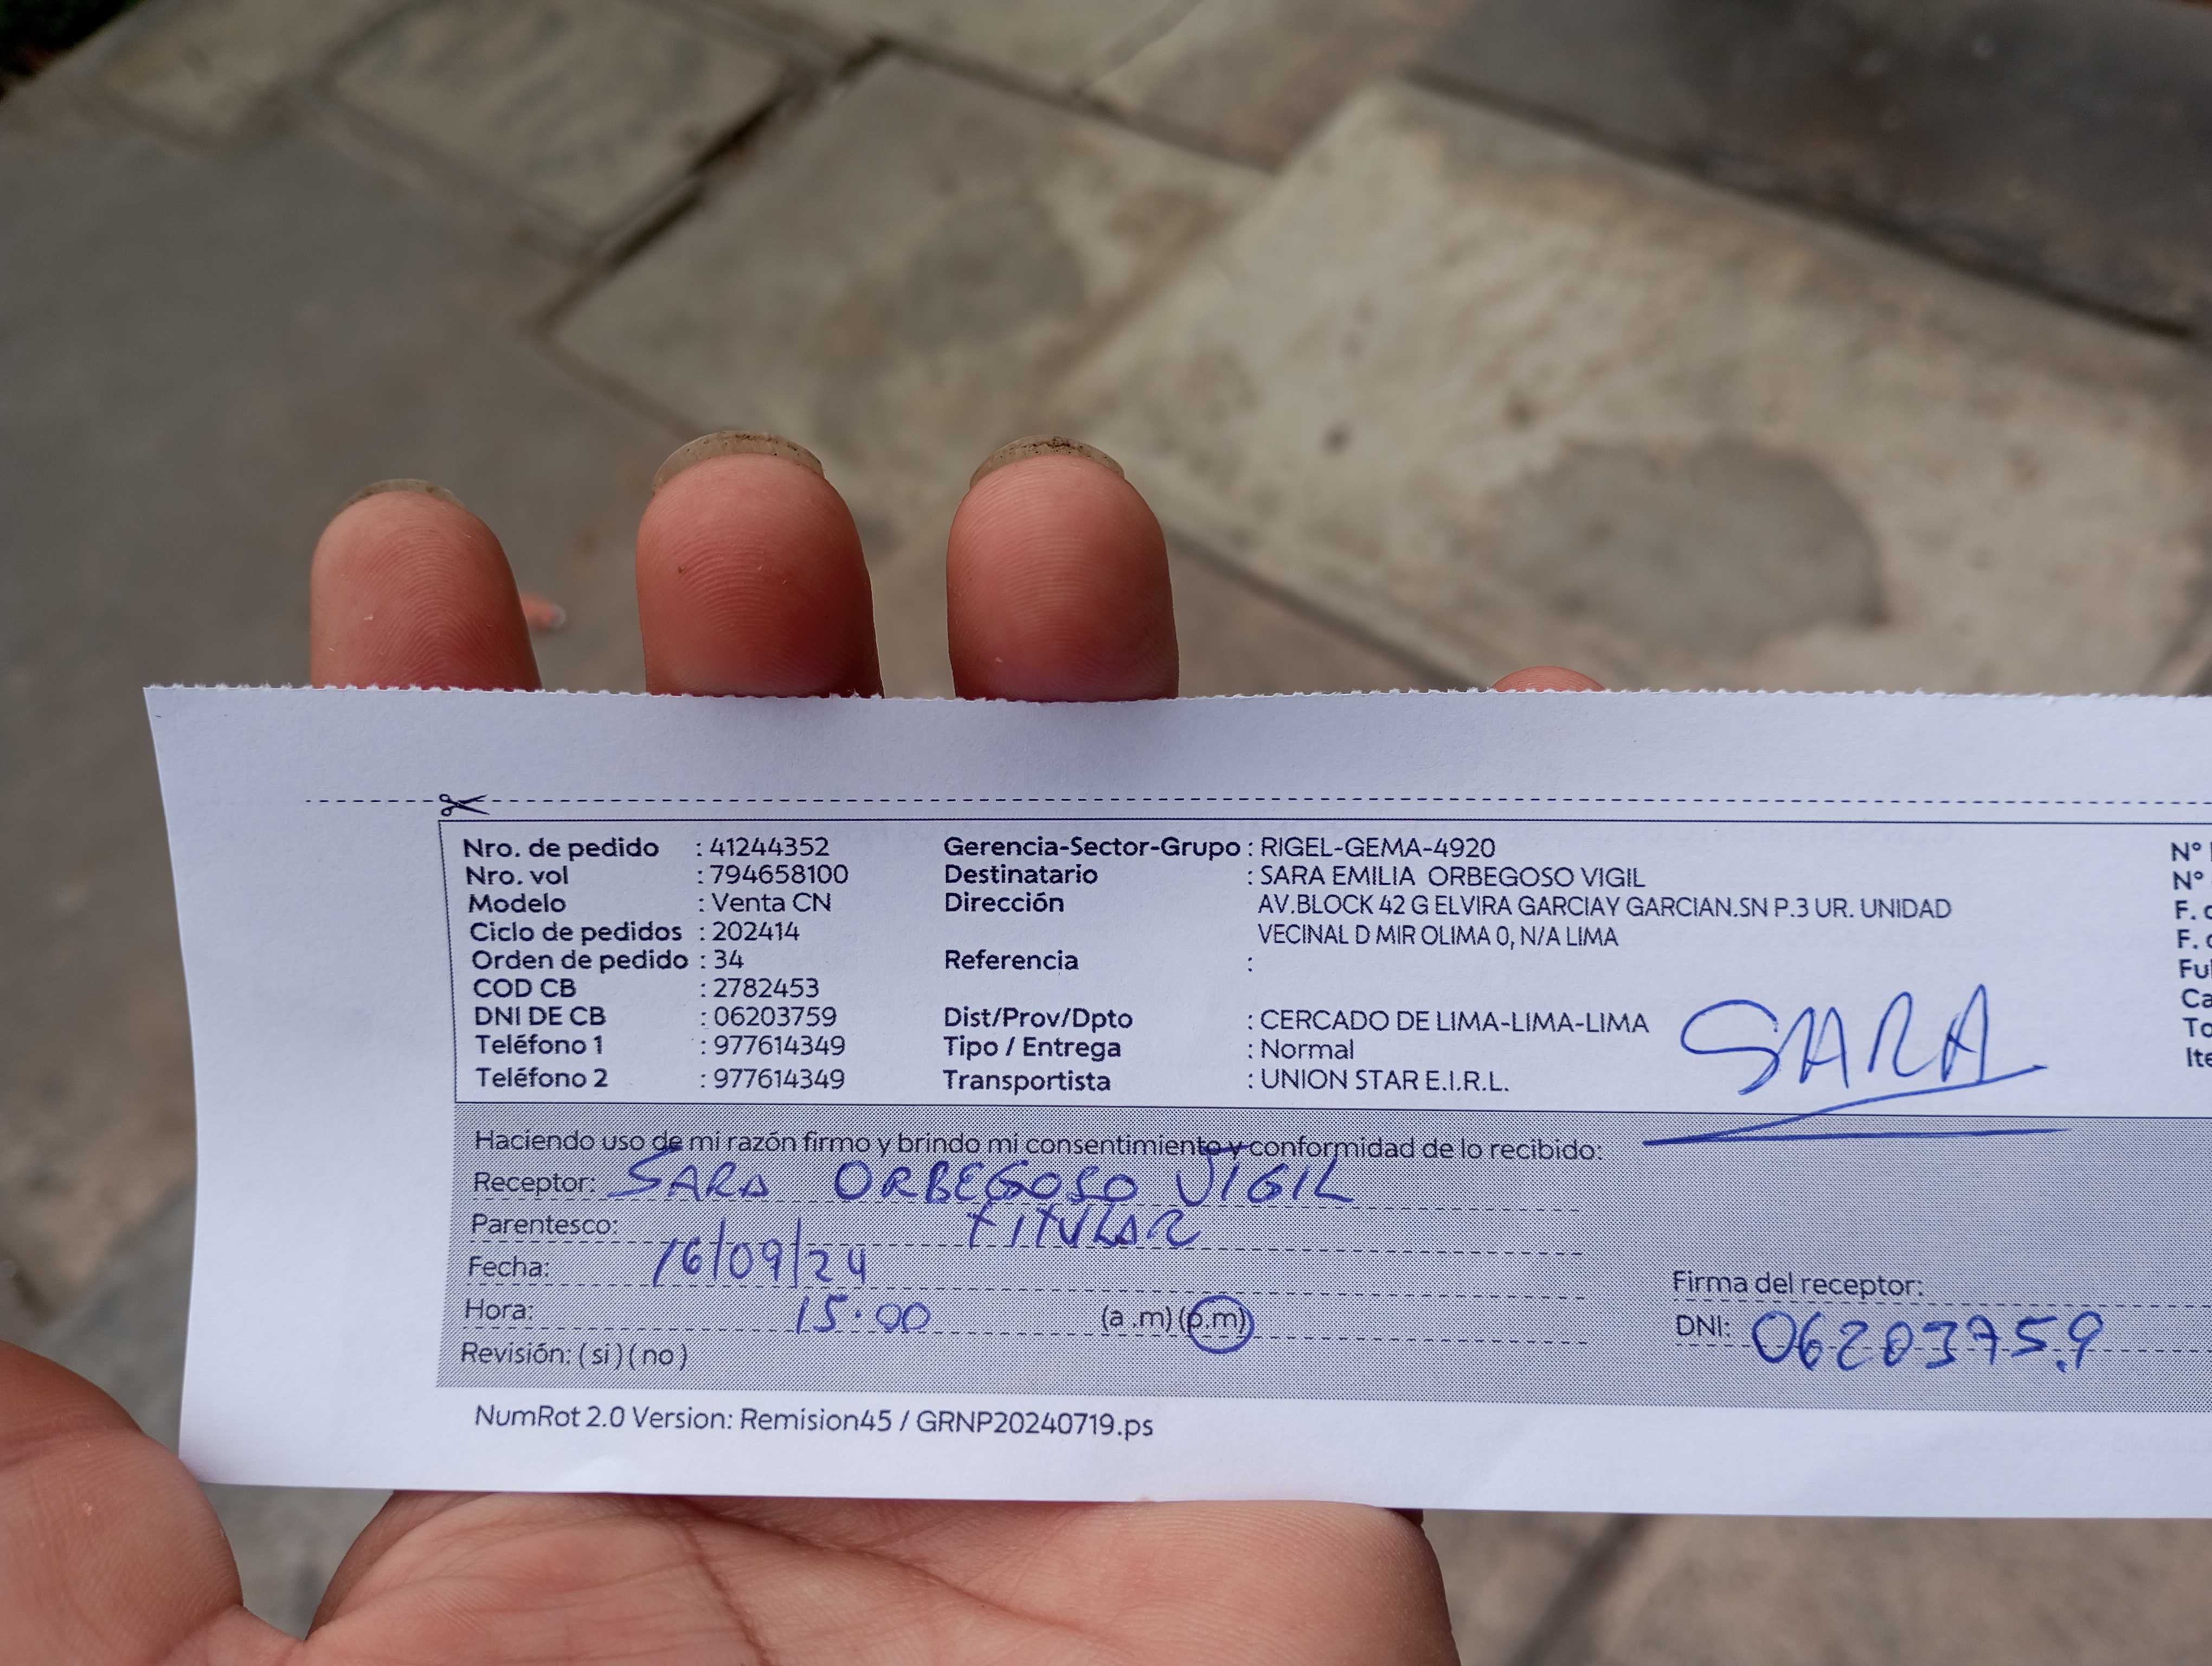 Nro. de pedido : 41244352 Gerencia-Sector-Grupo : RIGEL-GEMA-4920 N°
Nro. vol : 794658100 Destinatario : SARA EMILIA ORBEGOSO VIGIL N°
Modelo : Venta CN Dirección AV.BLOCK 42 G ELVIRA GARCIAY GARCIAN.SN P.3 UR. UNIDAD F.
Ciclo de pedidos : 202414 VECINAL D MIR OLIMA 0, N/A LIMA F.
Orden de pedido : 34 Referencia :
COD CB : 2782453
DNI DE CB : 06203759 Dist/Prov/Dpto : CERCADO DE LIMA-LIMA-LIMA
Teléfono 1 : 977614349 Tipo / Entrega : Normal
Teléfono 2 : 977614349 Transportista : UNION STAR E.I.R.L.
SARA
Haciendo uso de mi razón firmo y brindo mi consentimiento y conformidad de lo recibido:
Receptor: SARA ORBEGOSO VIGIL
Parentesco: TITULAR
Fecha: 16/09/24
Firma del receptor:
Hora: 15.00 (a .m) (p.m)
DNI: 06203759
Revisión: ( si ) ( no )
NumRot 2.0 Version: Remision45 / GRNP20240719.ps